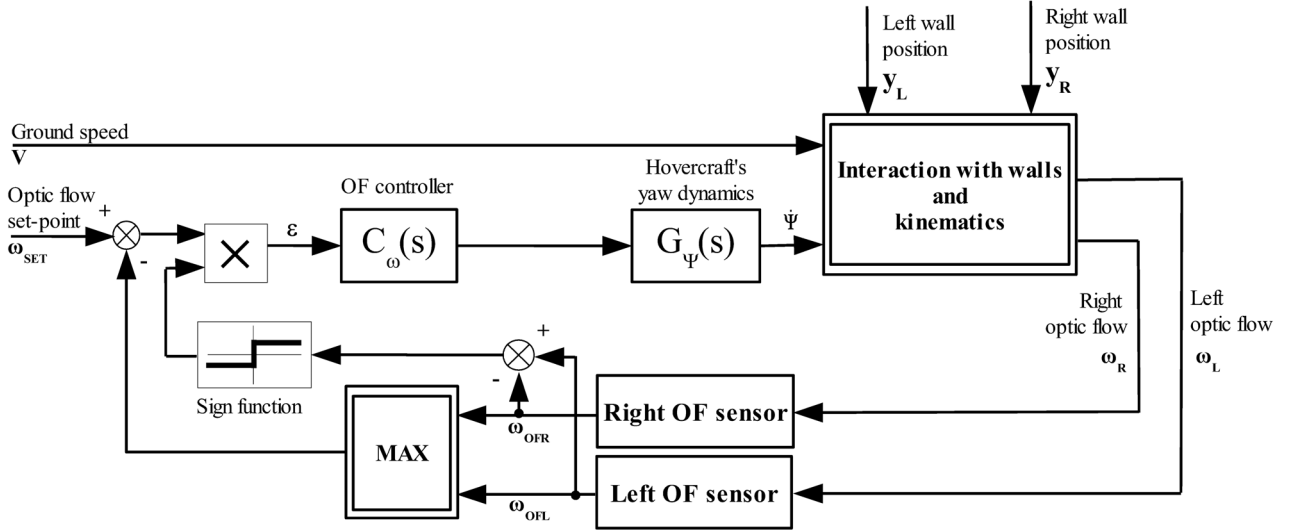 Left wall
position
y_L
Right wall
position
y_R
Ground speed
V
Optic flow
set-point
ω_SET
+
-
×
ε
OF controller
C_ω(s)
Hovercraft's
yaw dynamics
G_Ψ(s)
Ψ̇
Interaction with walls
and
kinematics
Right
optic flow
ω_R
Left
optic flow
ω_L
Sign function
+
-
MAX
ω_OFR
ω_OFL
Right OF sensor
Left OF sensor